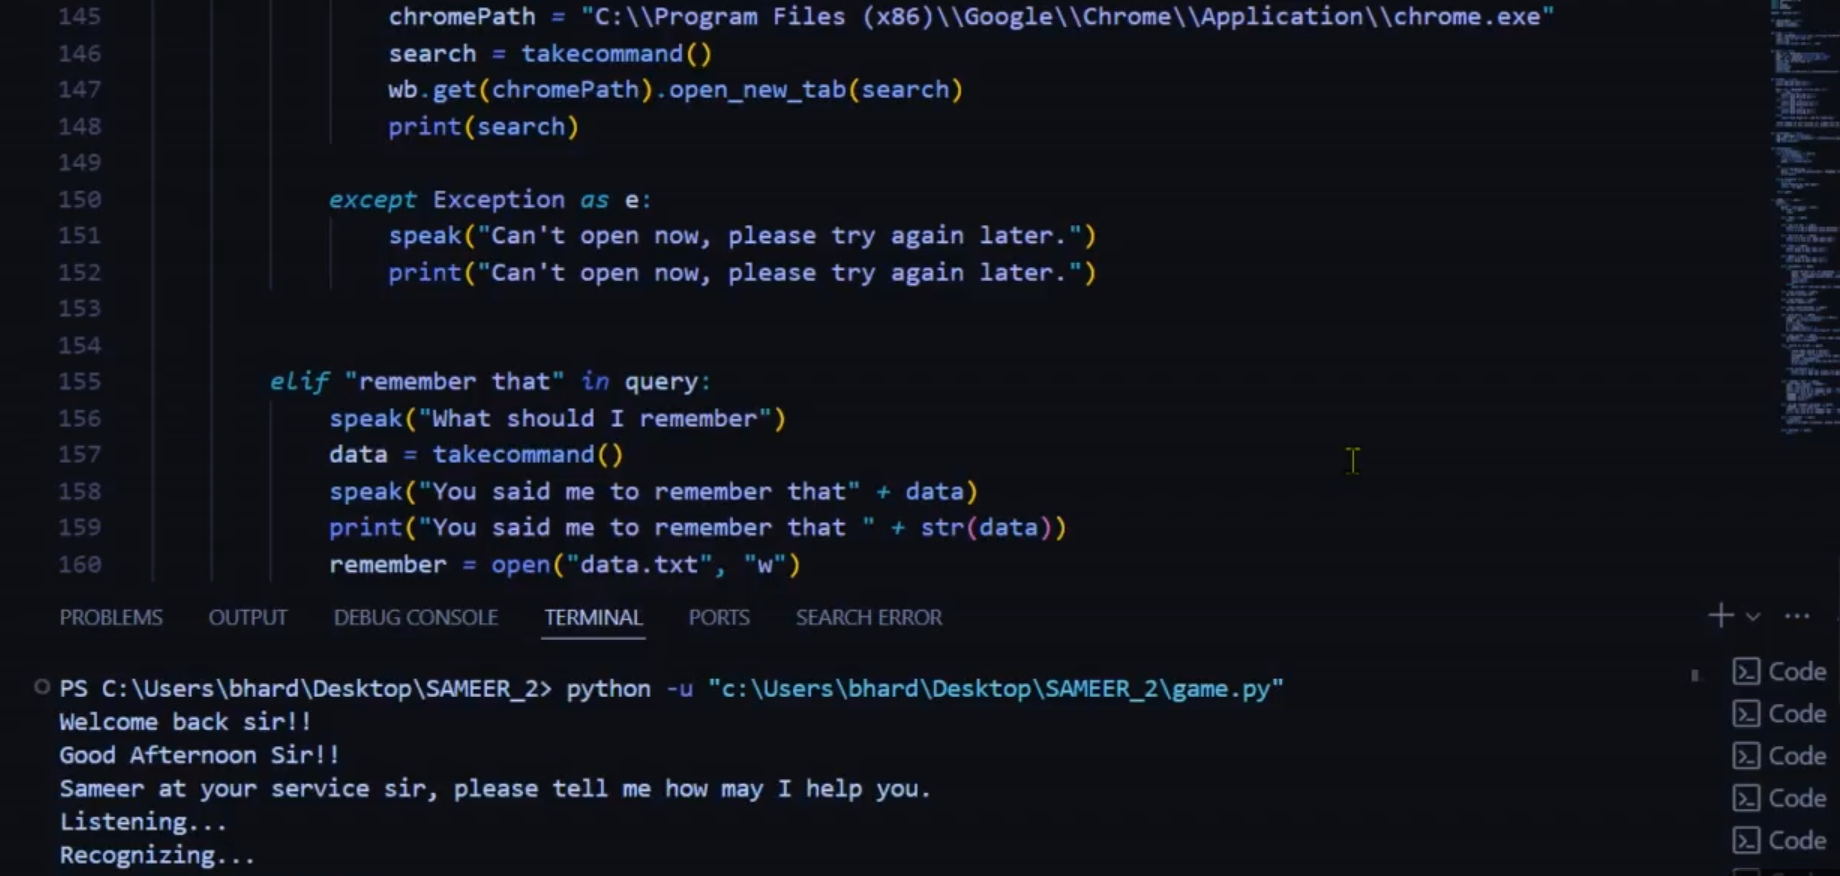 145 chromePath = "C:\\Program Files (x86)\\Google\\Chrome\\Application\\chrome.exe"
146 search = takecommand()
147 wb.get(chromePath).open_new_tab(search)
148 print(search)
149
150 except Exception as e:
151 speak("Can't open now, please try again later.")
152 print("Can't open now, please try again later.")
153
154
155 elif "remember that" in query:
156 speak("What should I remember")
157 data = takecommand()
158 speak("You said me to remember that" + data)
159 print("You said me to remember that " + str(data))
160 remember = open("data.txt", "w")
PROBLEMS OUTPUT DEBUG CONSOLE TERMINAL PORTS SEARCH ERROR
PS C:\Users\bhard\Desktop\SAMEER_2> python -u "c:\Users\bhard\Desktop\SAMEER_2\game.py"
Welcome back sir!!
Good Afternoon Sir!!
Sameer at your service sir, please tell me how may I help you.
Listening...
Recognizing...
Code
Code
Code
Code
Code